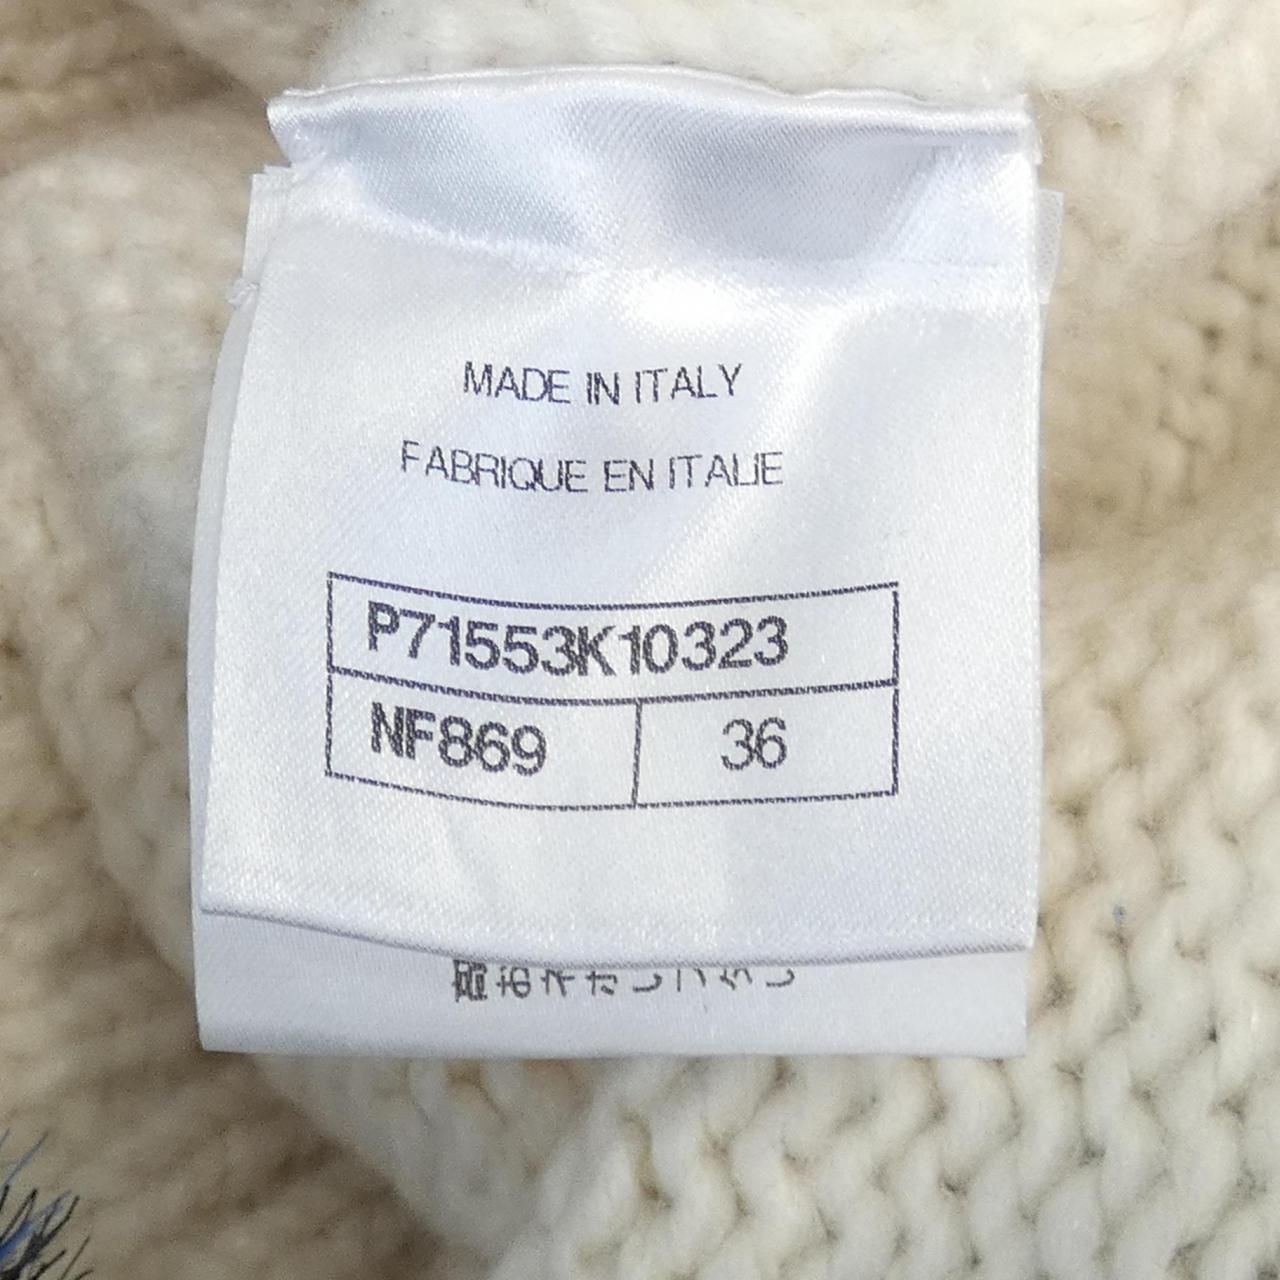 MADE IN ITALY
FABRIQUE EN ITALIE
P71553K10323
NF869
36